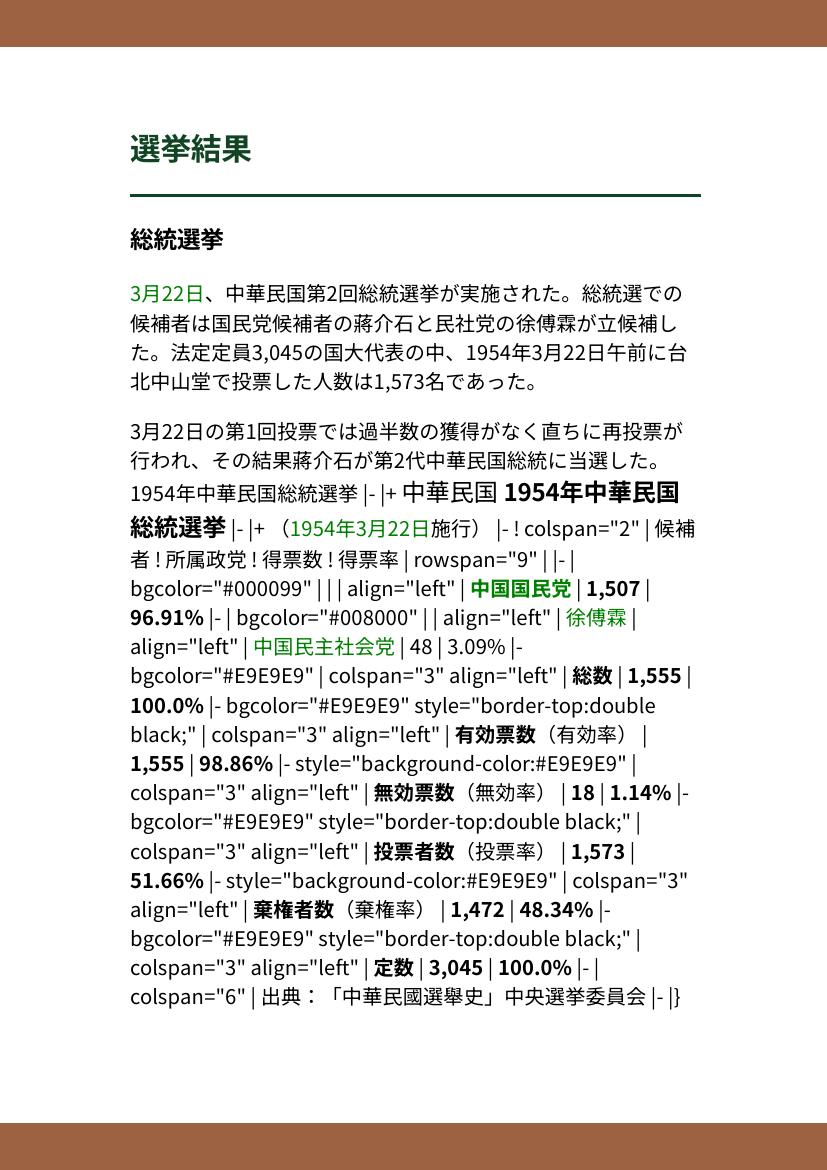 選挙結果
総統選挙
3月22日、中華民国第2回総統選挙が実施された。総統選での
候補者は国民党候補者の蔣介石と民社党の徐傅霖が立候補し
た。法定定員3,045の国大代表の中、1954年3月22日午前に台
北中山堂で投票した人数は1,573名であった。
3月22日の第1回投票では過半数の獲得がなく直ちに再投票が
行われ、その結果蔣介石が第2代中華民国総統に当選した。
1954年中華民国総統選挙 |- |+ 中華民国 1954年中華民国
総統選挙 |- |+ （1954年3月22日施行） |- ! colspan="2" | 候補
者 ! 所属政党 ! 得票数 ! 得票率 | rowspan="9" | |- |
bgcolor="#000099" | | | align="left" | 中国国民党 | 1,507 |
96.91% |- | bgcolor="#008000" | | align="left" | 徐傅霖 |
align="left" | 中国民主社会党 | 48 | 3.09% |-
bgcolor="#E9E9E9" | colspan="3" align="left" | 総数 | 1,555 |
100.0% |- bgcolor="#E9E9E9" style="border-top:double
black;" | colspan="3" align="left" | 有効票数（有効率） |
1,555 | 98.86% |- style="background-color:#E9E9E9" |
colspan="3" align="left" | 無効票数（無効率） | 18 | 1.14% |-
bgcolor="#E9E9E9" style="border-top:double black;" |
colspan="3" align="left" | 投票者数（投票率） | 1,573 |
51.66% |- style="background-color:#E9E9E9" | colspan="3"
align="left" | 棄権者数（棄権率） | 1,472 | 48.34% |-
bgcolor="#E9E9E9" style="border-top:double black;" |
colspan="3" align="left" | 定数 | 3,045 | 100.0% |- |
colspan="6" | 出典：「中華民國選舉史」中央選挙委員会 |- |}